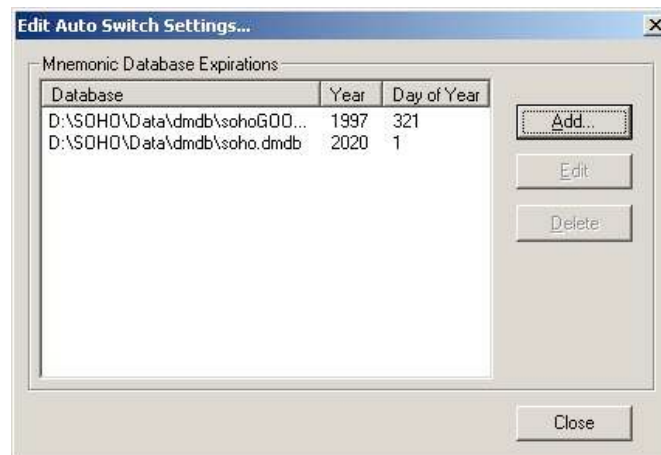 Edit Auto Switch Settings...
Mnemonic Database Expirations
Database Year Day of Year
D:\SOHO\Data\dmdb\sohoGOO... 1997 321
D:\SOHO\Data\dmdb\soho.dmdb 2020 1
Add...
Edit
Delete
Close